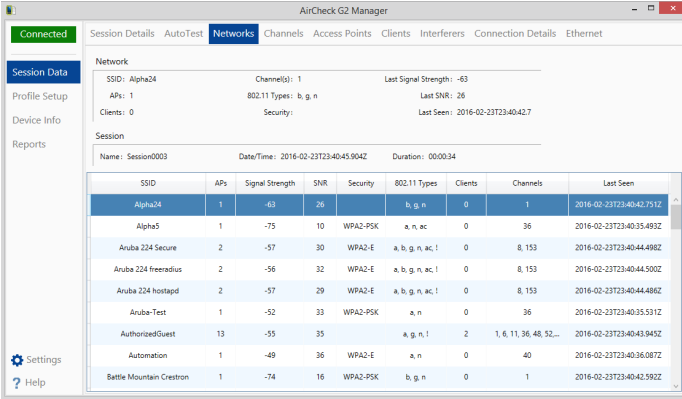 AirCheck G2 Manager
Connected
Session Details AutoTest Networks Channels Access Points Clients Interferers Connection Details Ethernet
Session Data
Profile Setup
Device Info
Reports
Settings
? Help
Network
SSID: Alpha24 Channel(s): 1 Last Signal Strength: -63
APs: 1 802.11 Types: b, g, n Last SNR: 26
Clients: 0 Security: Last Seen: 2016-02-23T23:40:42.7
Session
Name: Session0003 Date/Time: 2016-02-23T23:40:45.904Z Duration: 00:00:34
SSID APs Signal Strength SNR Security 802.11 Types Clients Channels Last Seen
Alpha24 1 -63 26 b, g, n 0 1 2016-02-23T23:40:42.751Z
Alpha5 1 -75 10 WPA2-PSK a, n, ac 0 36 2016-02-23T23:40:35.493Z
Aruba 224 Secure 2 -57 30 WPA2-E a, b, g, n, ac, ! 0 8, 153 2016-02-23T23:40:44.498Z
Aruba 224 freeradius 2 -56 32 WPA2-E a, b, g, n, ac, ! 0 8, 153 2016-02-23T23:40:44.500Z
Aruba 224 hostapd 2 -57 29 WPA2-E a, b, g, n, ac, ! 0 8, 153 2016-02-23T23:40:44.486Z
Aruba-Test 1 -52 33 WPA2-PSK a, n 0 36 2016-02-23T23:40:35.531Z
AuthorizedGuest 13 -55 35 a, g, n, ! 2 1, 6, 11, 36, 48, 52,... 2016-02-23T23:40:43.945Z
Automation 1 -49 36 WPA2-E a, n 0 40 2016-02-23T23:40:36.087Z
Battle Mountain Crestron 1 -74 16 WPA2-PSK b, g, n 0 1 2016-02-23T23:40:42.592Z